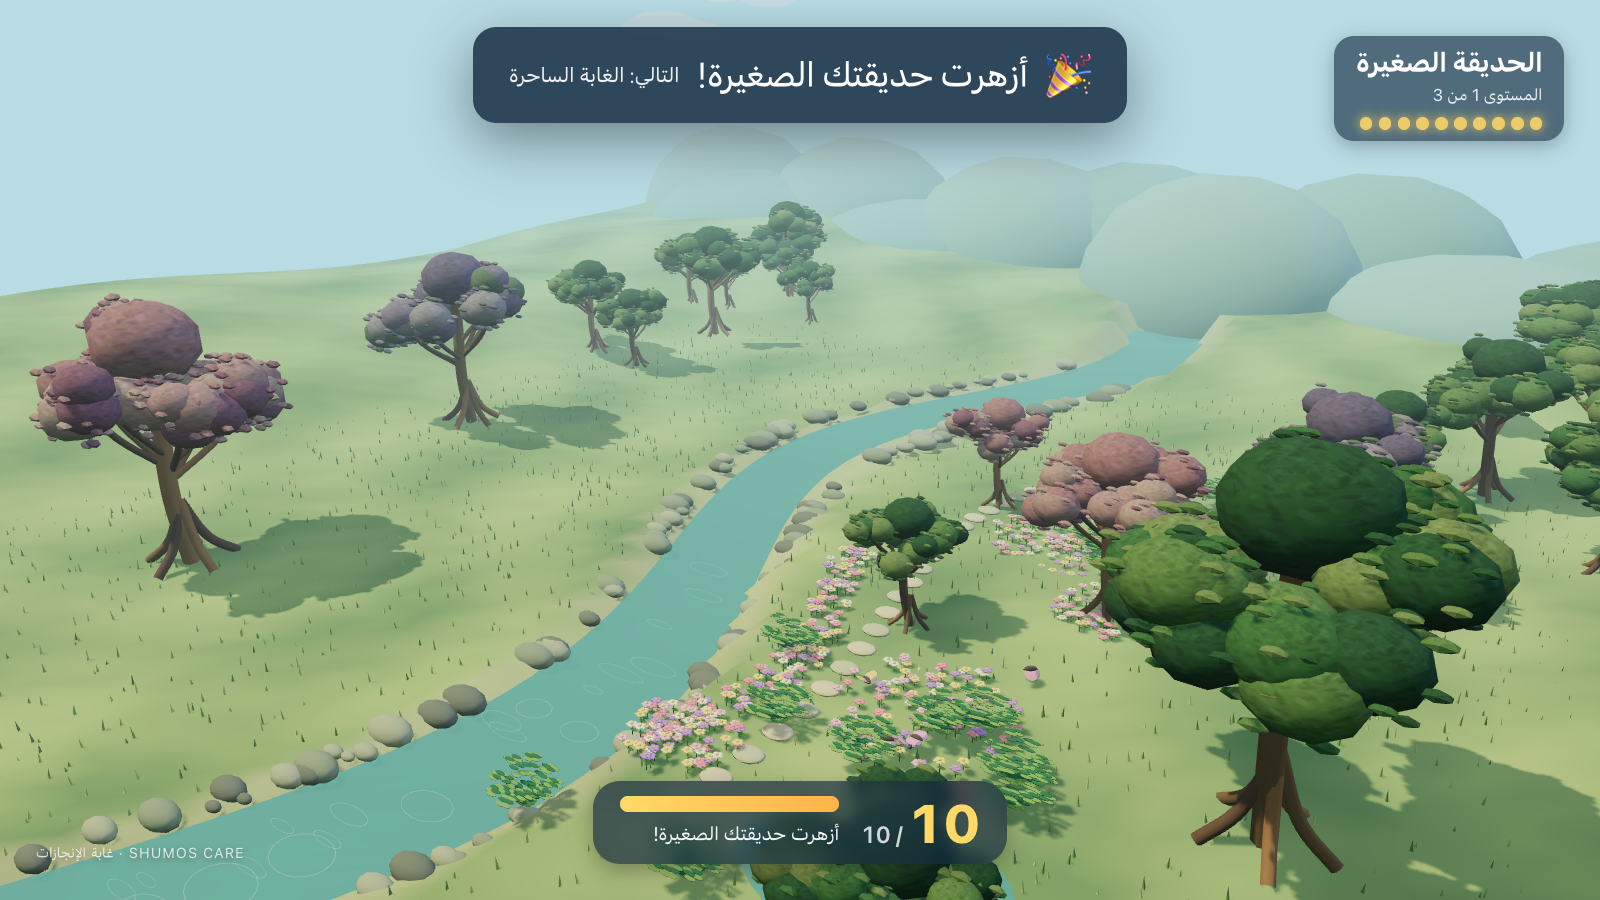 🎉 أزهرت حديقتك الصغيرة! التالي: الغابة الساحرة
الحديقة الصغيرة
المستوى 1 من 3
10 / 10
أزهرت حديقتك الصغيرة!
غابة الإنجازات · SHUMOS CARE